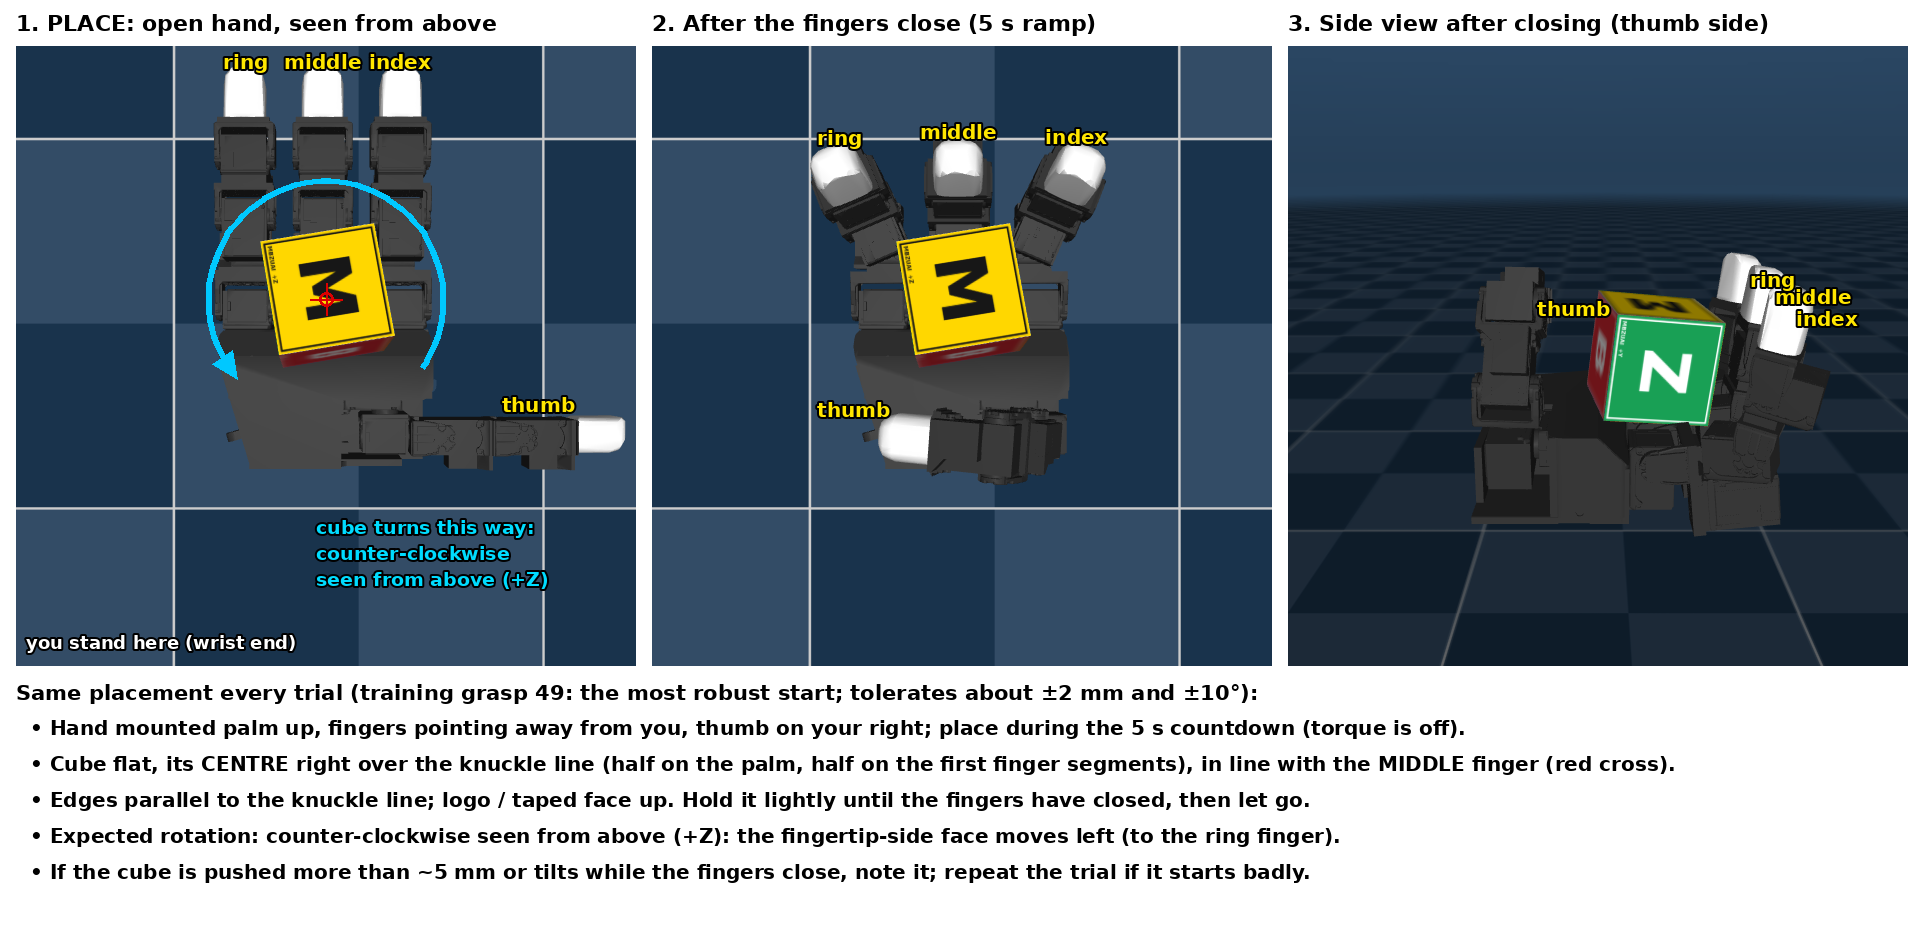 1. PLACE: open hand, seen from above
2. After the fingers close (5 s ramp)
3. Side view after closing (thumb side)
ring middle index
M
thumb
cube turns this way:
counter-clockwise
seen from above (+Z)
you stand here (wrist end)
ring middle index
M
thumb
thumb
ring
middle
index
B
Z
Same placement every trial (training grasp 49: the most robust start; tolerates about ±2 mm and ±10°):
• Hand mounted palm up, fingers pointing away from you, thumb on your right; place during the 5 s countdown (torque is off).
• Cube flat, its CENTRE right over the knuckle line (half on the palm, half on the first finger segments), in line with the MIDDLE finger (red cross).
• Edges parallel to the knuckle line; logo / taped face up. Hold it lightly until the fingers have closed, then let go.
• Expected rotation: counter-clockwise seen from above (+Z): the fingertip-side face moves left (to the ring finger).
• If the cube is pushed more than ~5 mm or tilts while the fingers close, note it; repeat the trial if it starts badly.